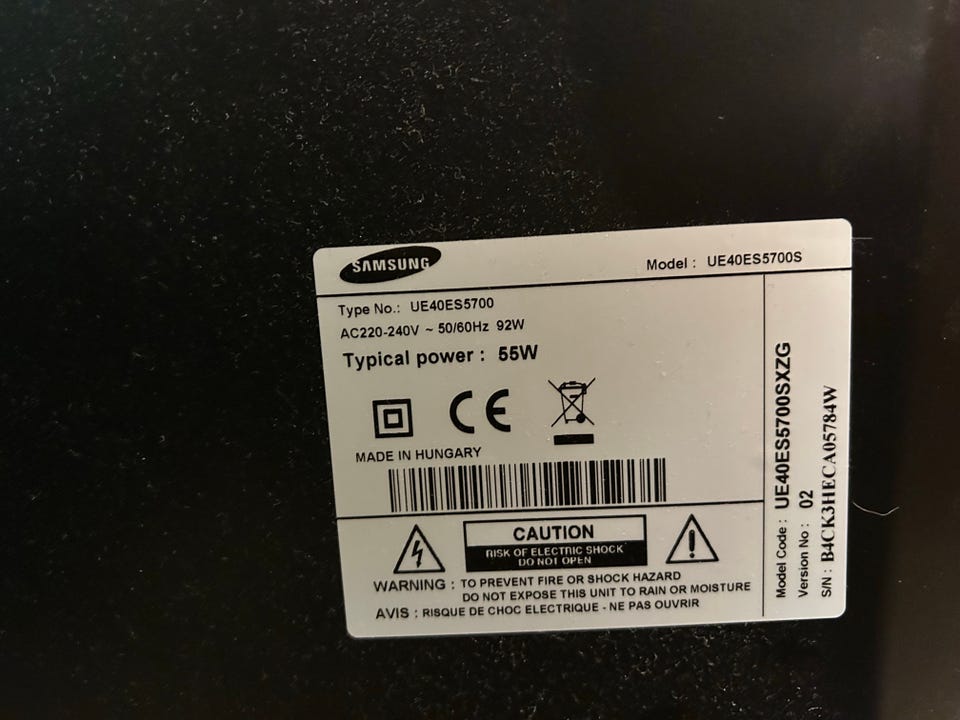 SAMSUNG
Model : UE40ES5700S
Type No.: UE40ES5700
AC220-240V ~ 50/60Hz 92W
Typical power : 55W
CE
MADE IN HUNGARY
CAUTION
RISK OF ELECTRIC SHOCK
DO NOT OPEN
WARNING : TO PREVENT FIRE OR SHOCK HAZARD
DO NOT EXPOSE THIS UNIT TO RAIN OR MOISTURE
AVIS : RISQUE DE CHOC ELECTRIQUE - NE PAS OUVRIR
Model Code : UE40ES5700SXZG
Version No : 02
S/N : B4CK3HECA05784W